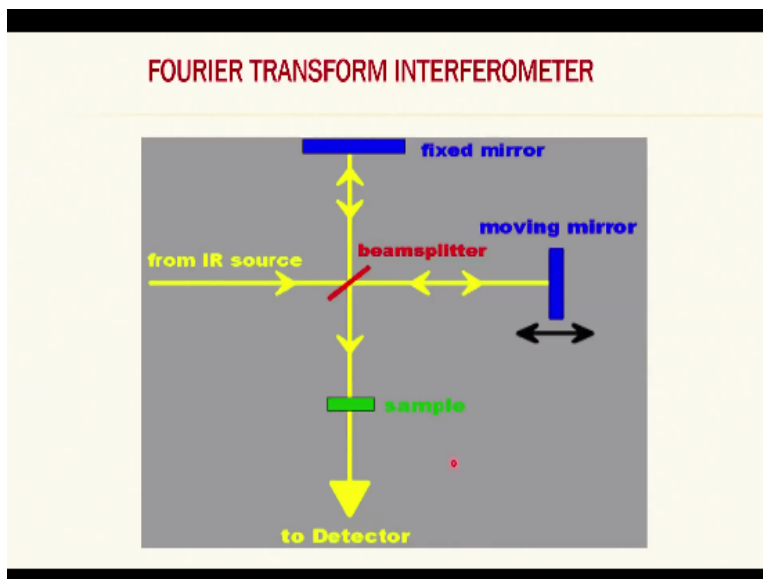 FOURIER TRANSFORM INTERFEROMETER
fixed mirror
moving mirror
beamsplitter
from IR source
sample
to Detector